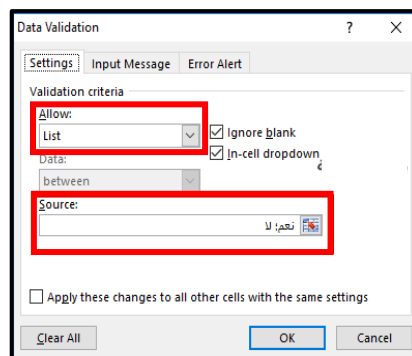 Data Validation ? ×
Settings Input Message Error Alert
Validation criteria
Allow:
List
Ignore blank
Data:
In-cell dropdown
between
Source:
نعم؛ لا
Apply these changes to all other cells with the same settings
Clear All OK Cancel